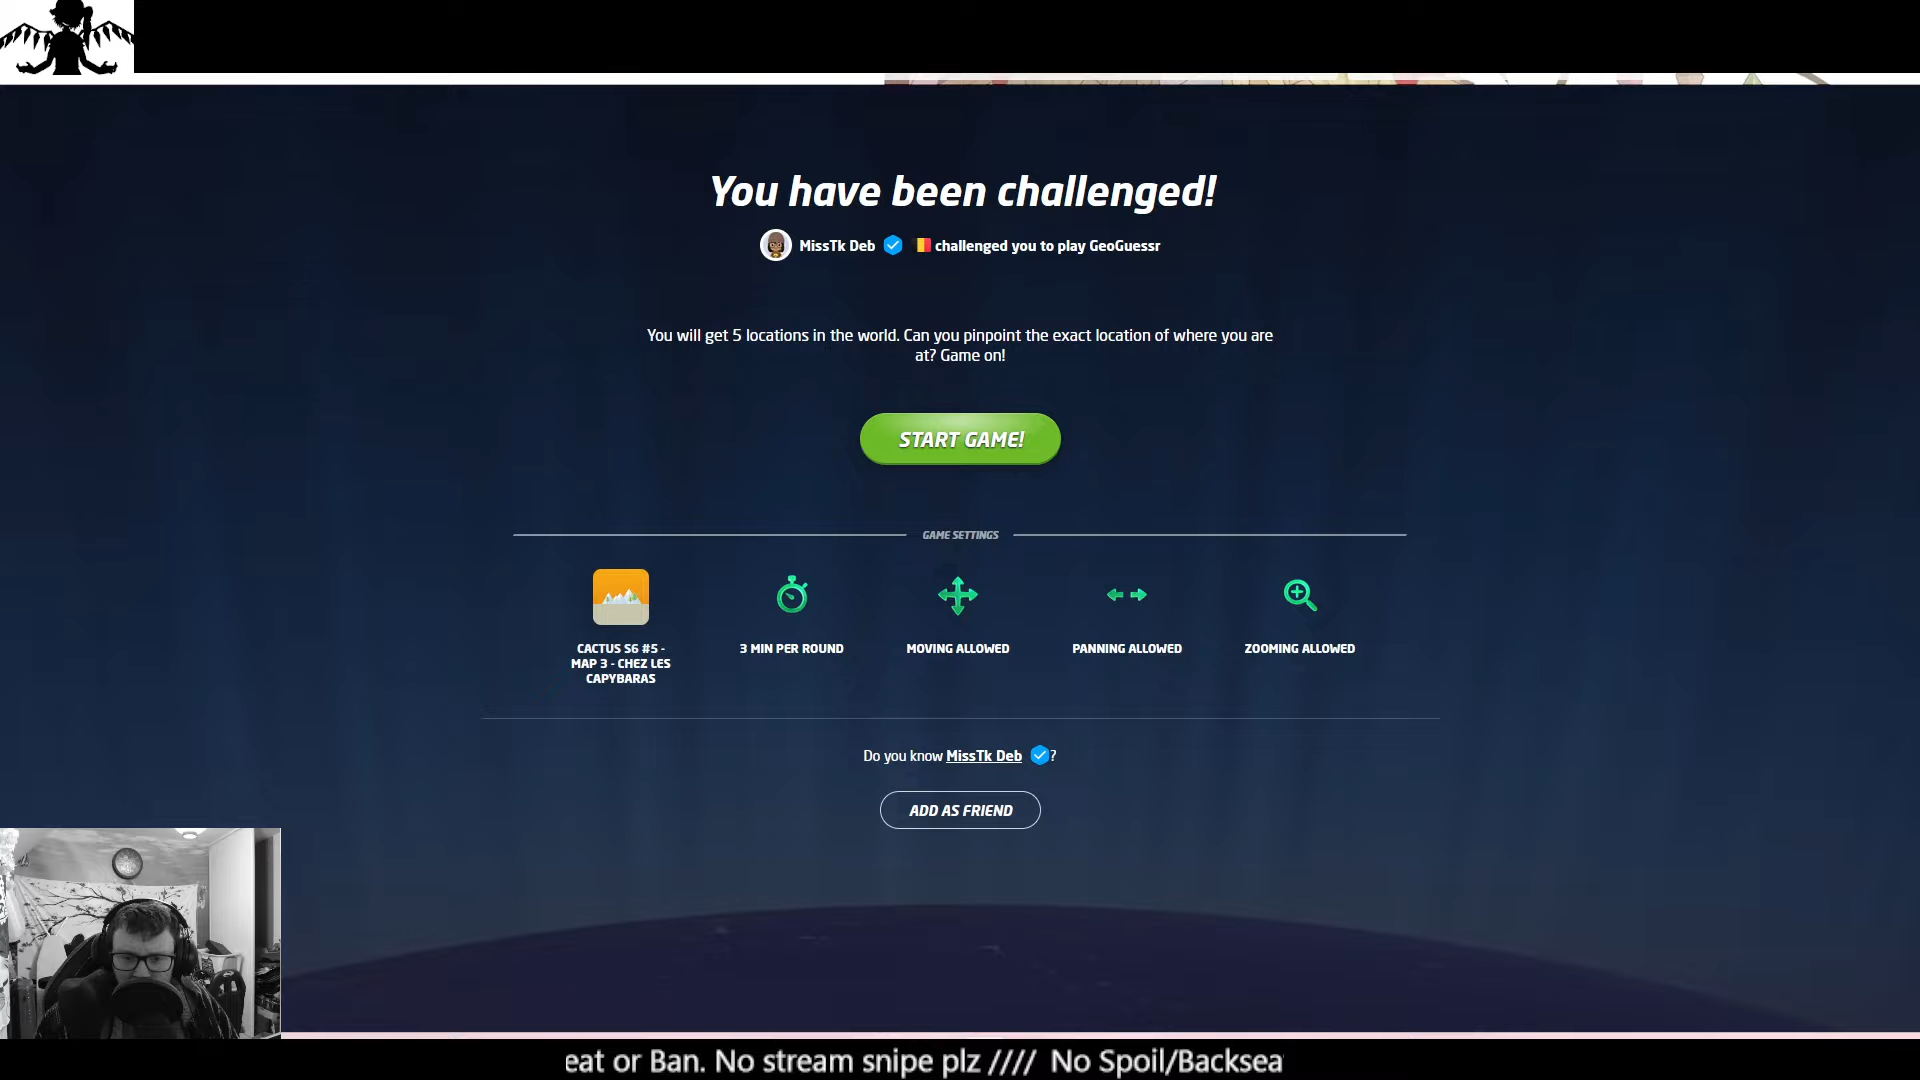 You have been challenged!
MissTk Deb challenged you to play GeoGuessr
You will get 5 locations in the world. Can you pinpoint the exact location of where you are
at? Game on!
START GAME!
GAME SETTINGS
CACTUS S6 #5 -
MAP 3 - CHEZ LES
CAPYBARAS
3 MIN PER ROUND
MOVING ALLOWED
PANNING ALLOWED
ZOOMING ALLOWED
Do you know MissTk Deb ?
ADD AS FRIEND
eat or Ban. No stream snipe plz //// No Spoil/Backsea